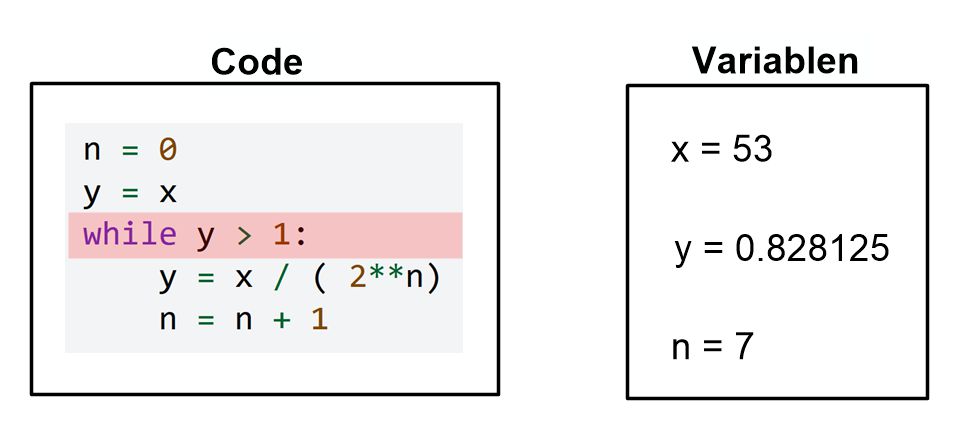 Code
n = 0
y = x
while y > 1:
    y = x / ( 2**n)
    n = n + 1
Variablen
x = 53
y = 0.828125
n = 7